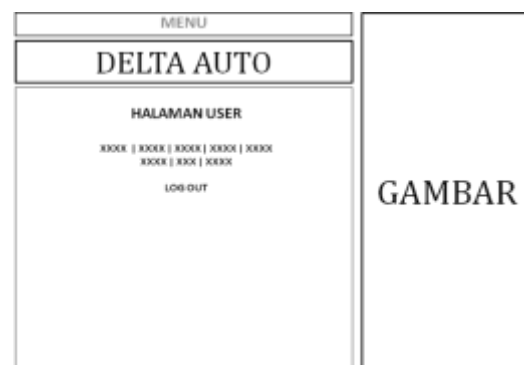 MENU
DELTA AUTO
HALAMAN USER
XXXX | XXXX | XXXX | XXXX | XXXX
XXXX | XXX | XXXX
LOG OUT
GAMBAR